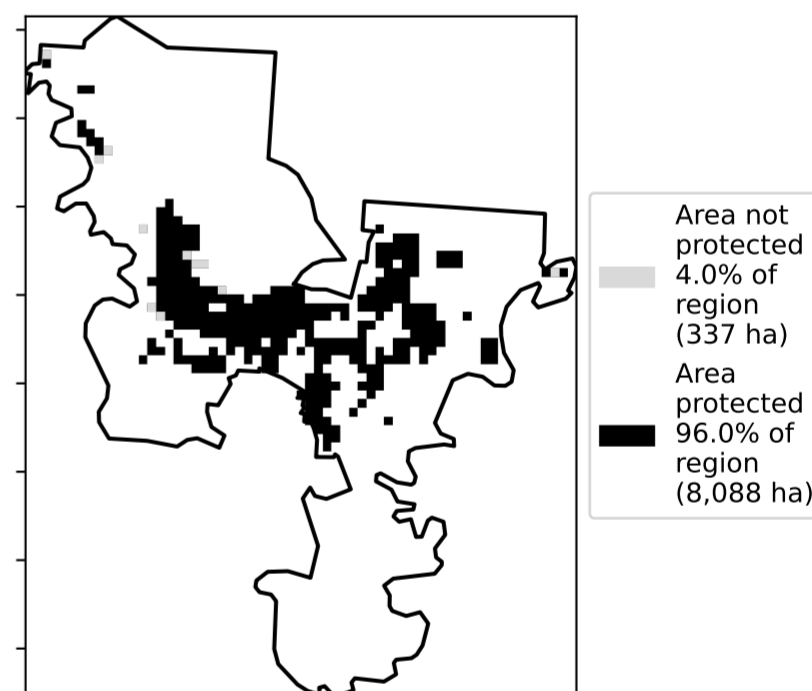 Area not
protected
4.0% of
region
(337 ha)
Area
protected
96.0% of
region
(8,088 ha)